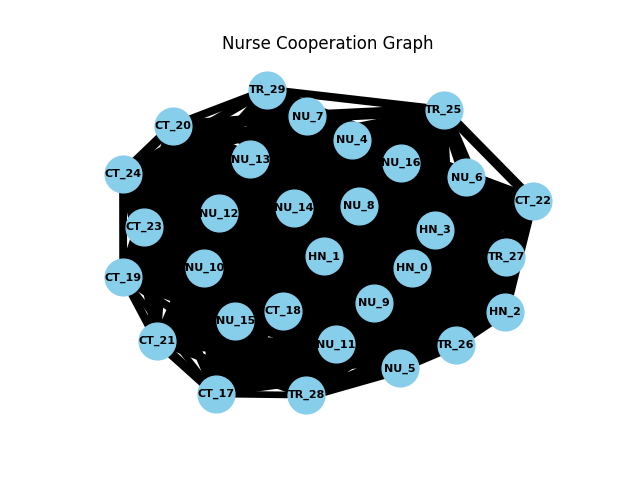 Nurse Cooperation Graph
TR_29
TR_25
NU_7
CT_20
NU_4
NU_13
NU_16
CT_24
NU_6
CT_22
NU_12
NU_14
NU_8
CT_23
HN_3
HN_1
TR_27
NU_10
HN_0
CT_19
NU_9
CT_18
HN_2
NU_15
CT_21
NU_11
TR_26
NU_5
CT_17
TR_28